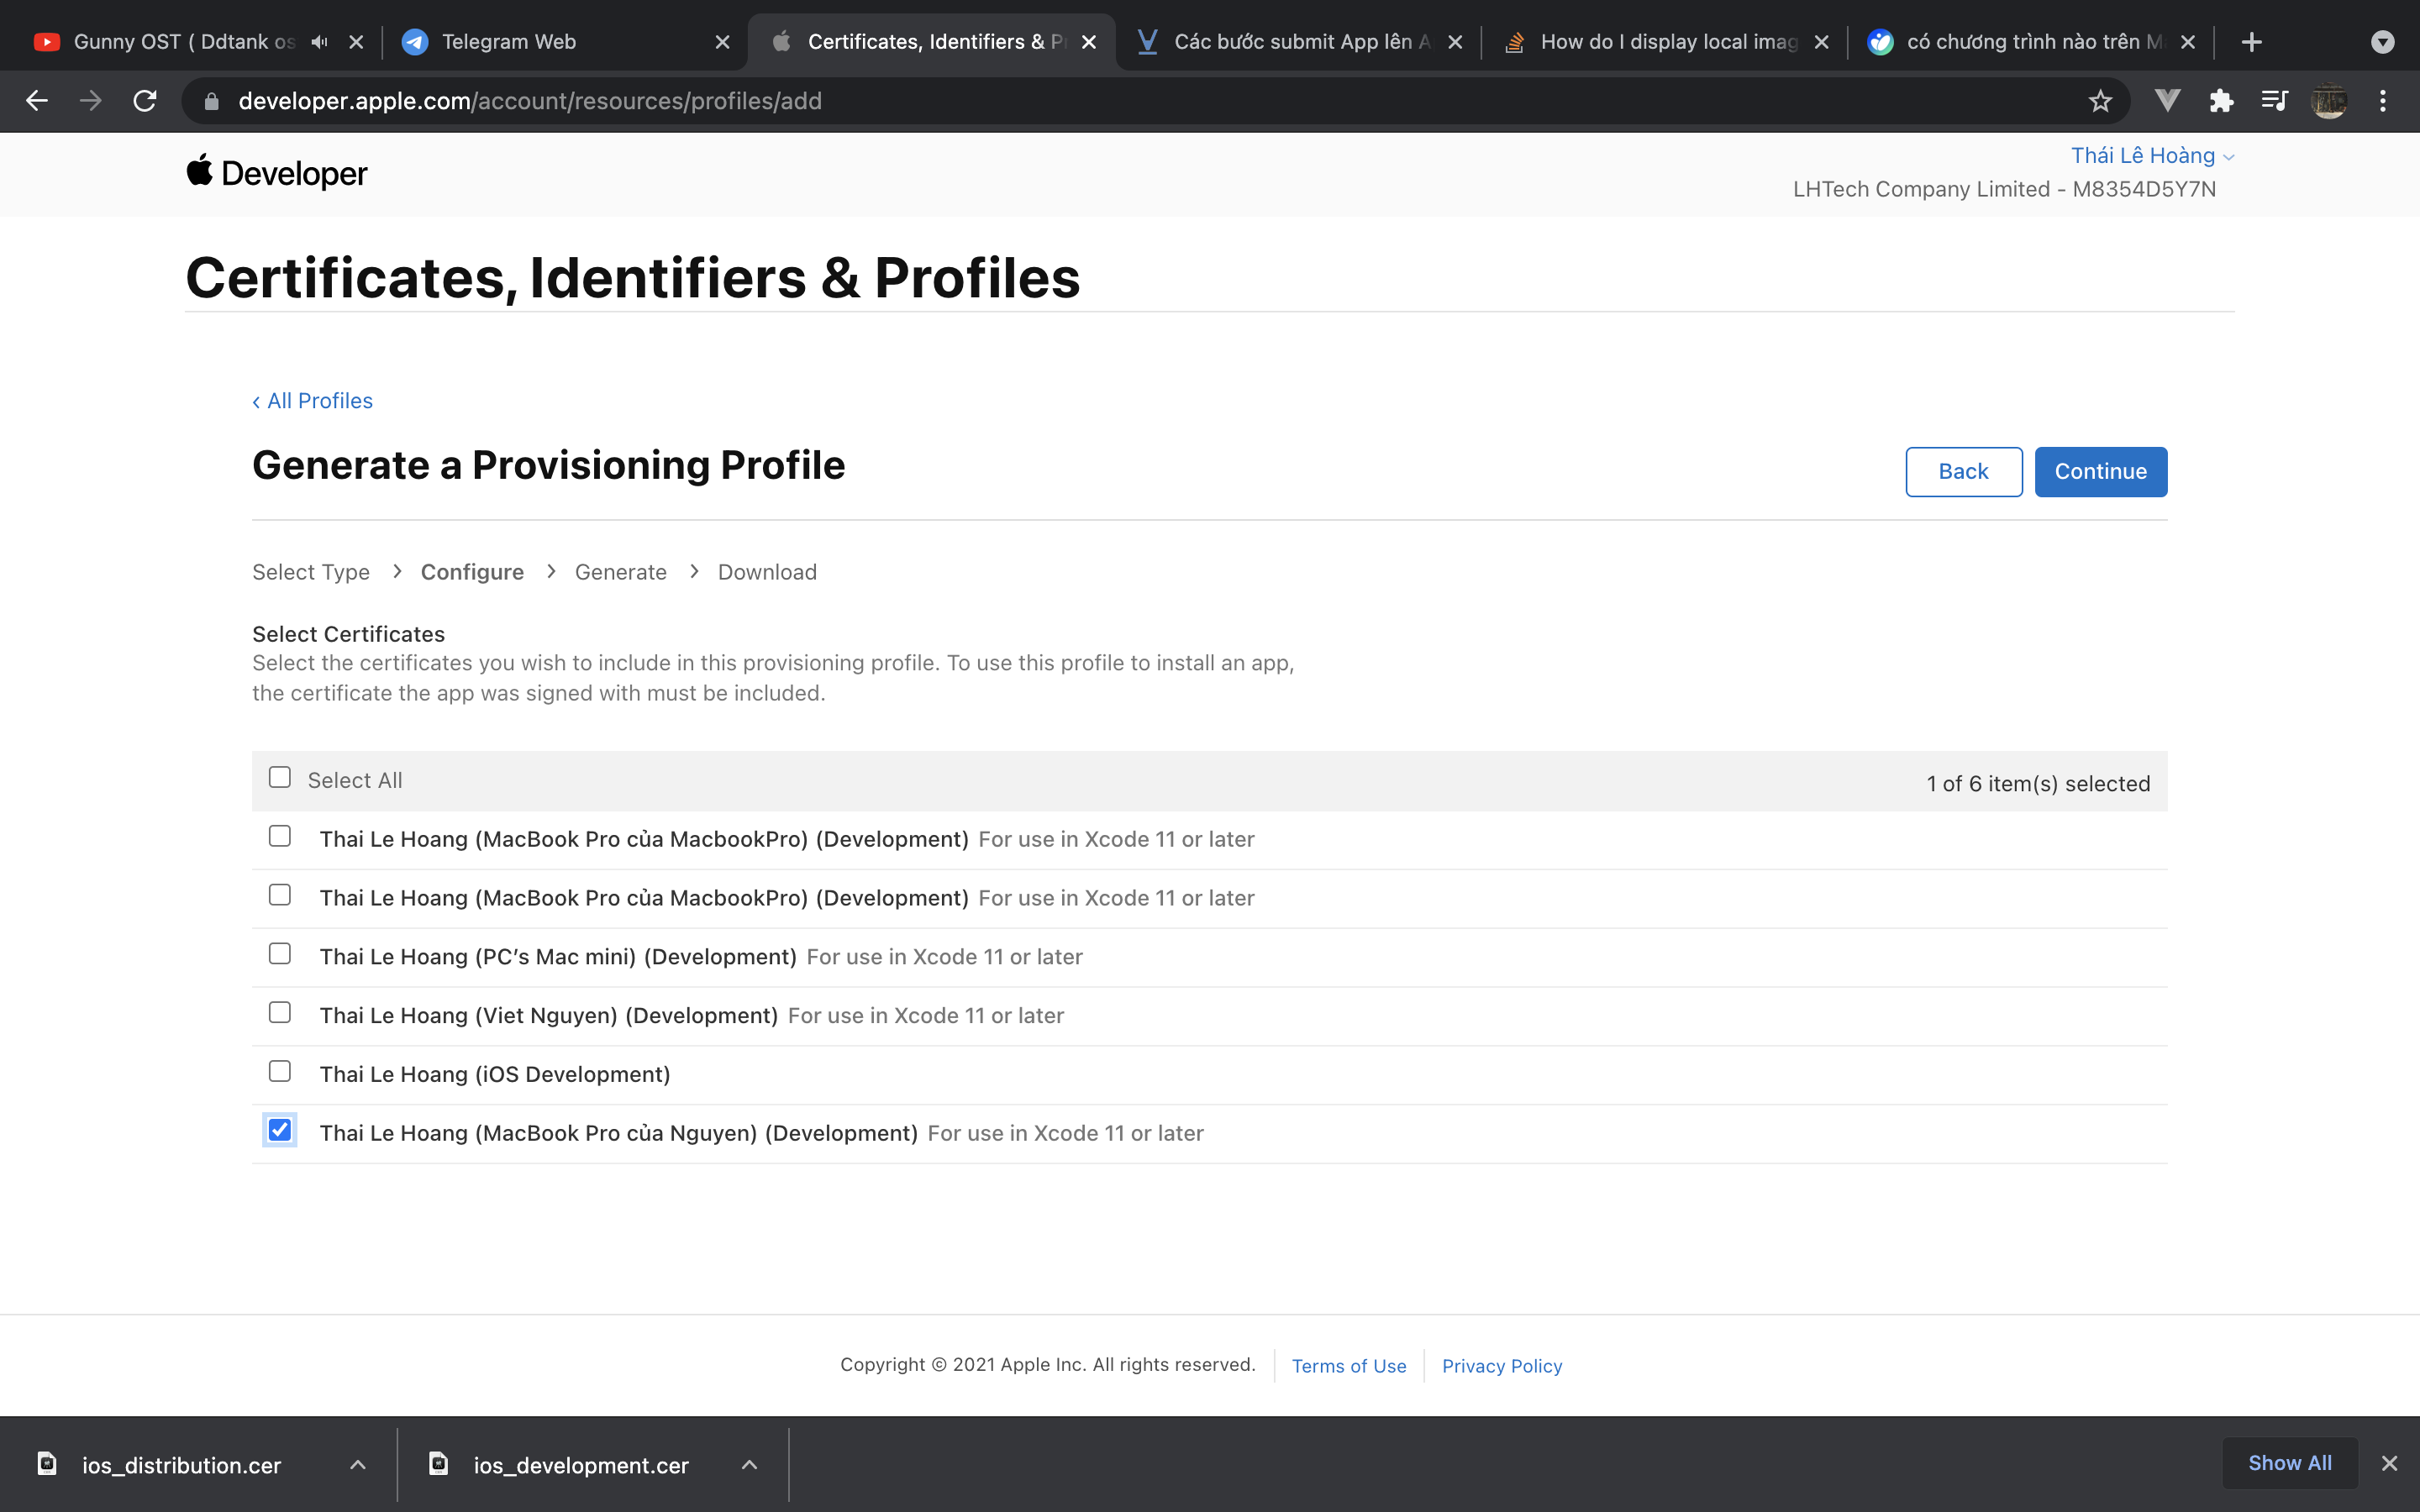 Gunny OST ( Ddtank os
Telegram Web
Certificates, Identifiers & Pr
Các bước submit App lên A
How do I display local imag
có chương trình nào trên M
developer.apple.com/account/resources/profiles/add
Developer
Thái Lê Hoàng
LHTech Company Limited - M8354D5Y7N
Certificates, Identifiers & Profiles
‹ All Profiles
Generate a Provisioning Profile
Back
Continue
Select Type > Configure > Generate > Download
Select Certificates
Select the certificates you wish to include in this provisioning profile. To use this profile to install an app,
the certificate the app was signed with must be included.
Select All
1 of 6 item(s) selected
Thai Le Hoang (MacBook Pro của MacbookPro) (Development) For use in Xcode 11 or later
Thai Le Hoang (MacBook Pro của MacbookPro) (Development) For use in Xcode 11 or later
Thai Le Hoang (PC’s Mac mini) (Development) For use in Xcode 11 or later
Thai Le Hoang (Viet Nguyen) (Development) For use in Xcode 11 or later
Thai Le Hoang (iOS Development)
Thai Le Hoang (MacBook Pro của Nguyen) (Development) For use in Xcode 11 or later
Copyright © 2021 Apple Inc. All rights reserved.
Terms of Use
Privacy Policy
ios_distribution.cer
ios_development.cer
Show All